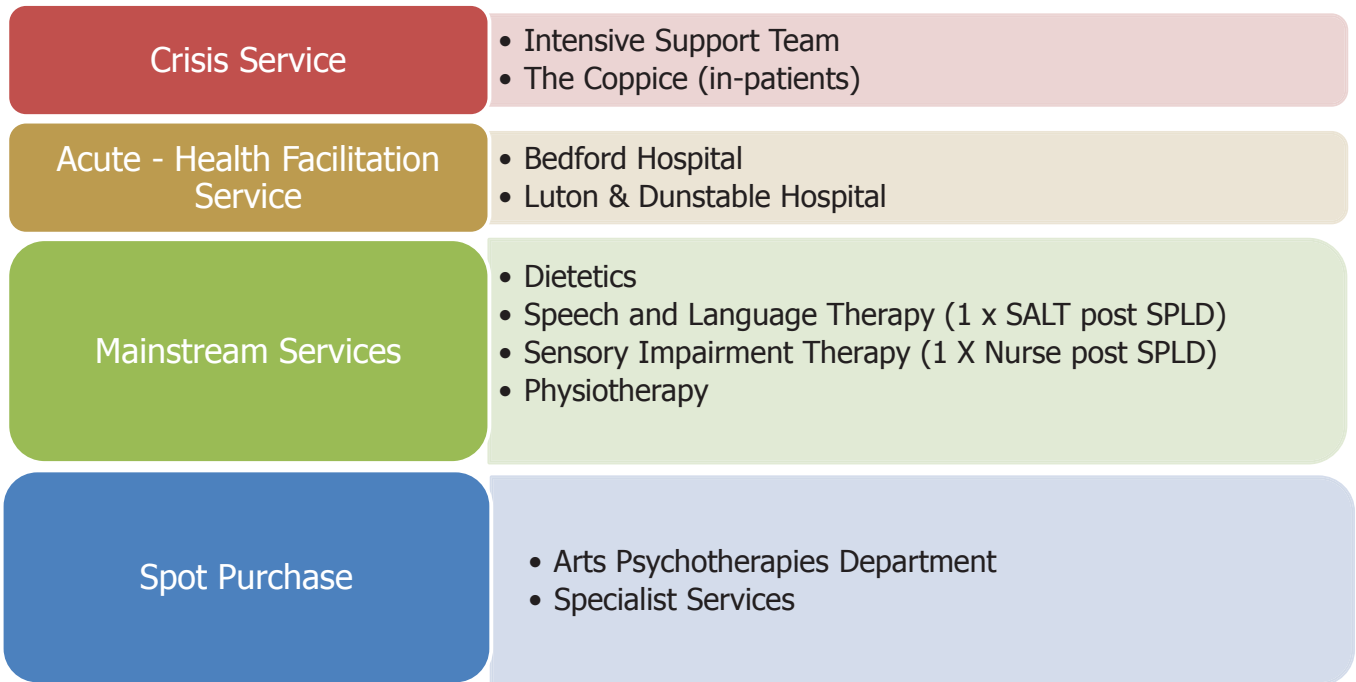 Crisis Service
• Intensive Support Team
• The Coppice (in-patients)
Acute - Health Facilitation
Service
• Bedford Hospital
• Luton & Dunstable Hospital
Mainstream Services
• Dietetics
• Speech and Language Therapy (1 x SALT post SPLD)
• Sensory Impairment Therapy (1 X Nurse post SPLD)
• Physiotherapy
Spot Purchase
• Arts Psychotherapies Department
• Specialist Services